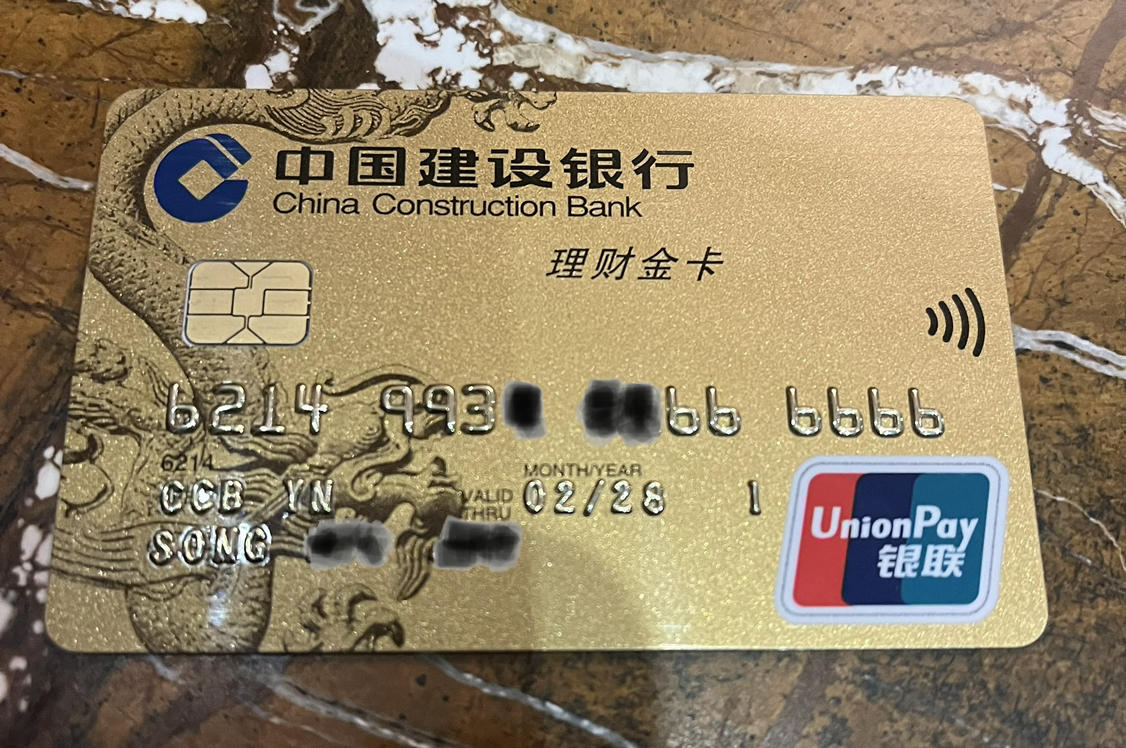 中国建设银行
China Construction Bank
理财金卡
6214 993 66 6666
6214
MONTH/YEAR
CCB YN VALID THRU 02/28 1
SONG
UnionPay
银联